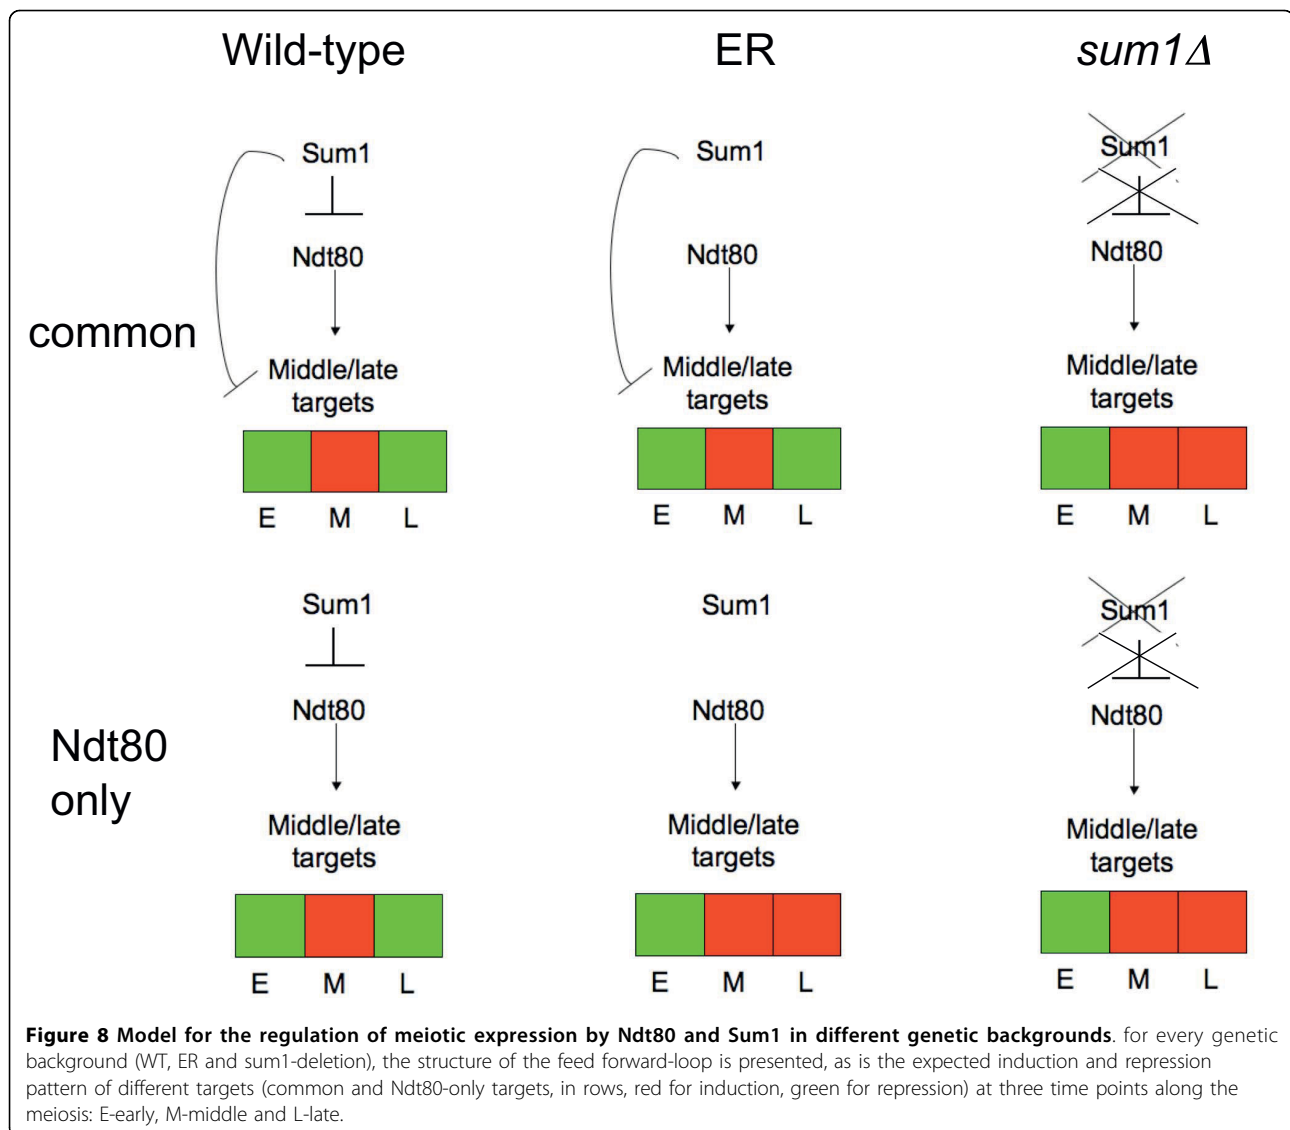 Wild-type ER sum1Δ
common
Sum1 Sum1 Sum1
Ndt80 Ndt80 Ndt80
Middle/late Middle/late Middle/late
targets targets targets
E M L E M L E M L
Ndt80
only
Sum1 Sum1 Sum1
Ndt80 Ndt80 Ndt80
Middle/late Middle/late Middle/late
targets targets targets
E M L E M L E M L
Figure 8 Model for the regulation of meiotic expression by Ndt80 and Sum1 in different genetic backgrounds. for every genetic
background (WT, ER and sum1-deletion), the structure of the feed forward-loop is presented, as is the expected induction and repression
pattern of different targets (common and Ndt80-only targets, in rows, red for induction, green for repression) at three time points along the
meiosis: E-early, M-middle and L-late.